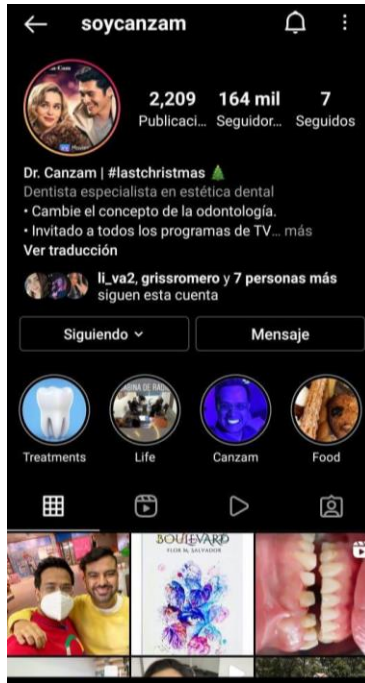 soycanzam
2,209 164 mil 7
Publicaci... Seguidor... Seguidos
Dr. Canzam | #lastchristmas 🎄
Dentista especialista en estética dental
• Cambie el concepto de la odontología.
• Invitado a todos los programas de TV... más
Ver traducción
li_va2, grissromero y 7 personas más
siguen esta cuenta
Siguiendo Mensaje
Treatments Life Canzam Food
BOULEVARD
FLOR M. SALVADOR